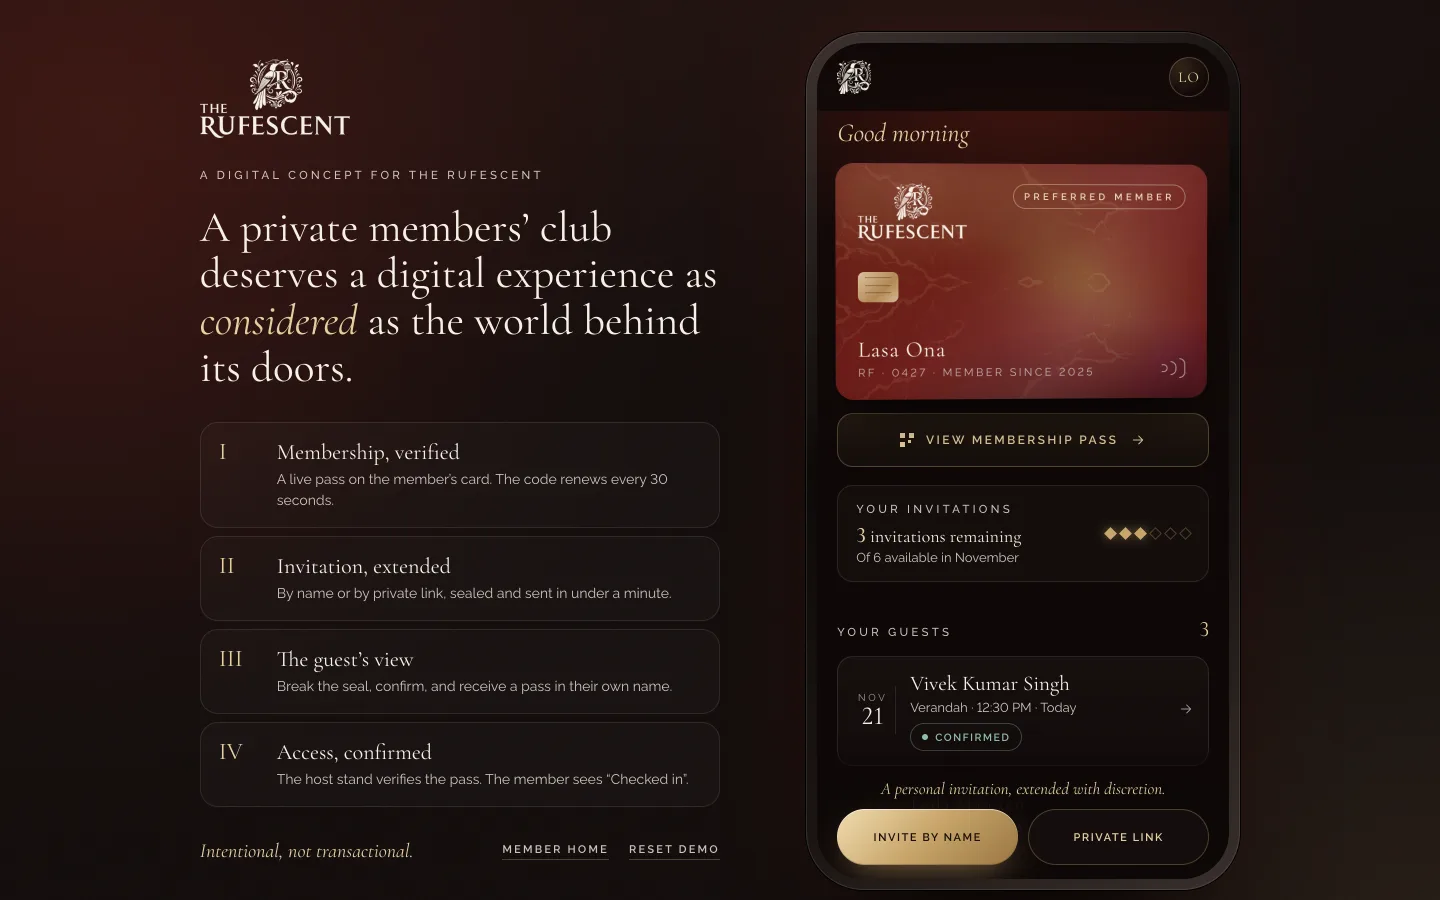 THE
RUFESCENT
A DIGITAL CONCEPT FOR THE RUFESCENT
A private members’ club
deserves a digital experience as
considered as the world behind
its doors.
I
Membership, verified
A live pass on the member’s card. The code renews every 30
seconds.
II
Invitation, extended
By name or by private link, sealed and sent in under a minute.
III
The guest’s view
Break the seal, confirm, and receive a pass in their own name.
IV
Access, confirmed
The host stand verifies the pass. The member sees “Checked in”.
Intentional, not transactional.
MEMBER HOME
RESET DEMO
R
LO
Good morning
THE
RUFESCENT
PREFERRED MEMBER
Lasa Ona
RF · 0427 · MEMBER SINCE 2025
VIEW MEMBERSHIP PASS →
YOUR INVITATIONS
3 invitations remaining
Of 6 available in November
YOUR GUESTS
3
NOV
21
Vivek Kumar Singh
Verandah · 12:30 PM · Today
CONFIRMED
→
A personal invitation, extended with discretion.
INVITE BY NAME
PRIVATE LINK